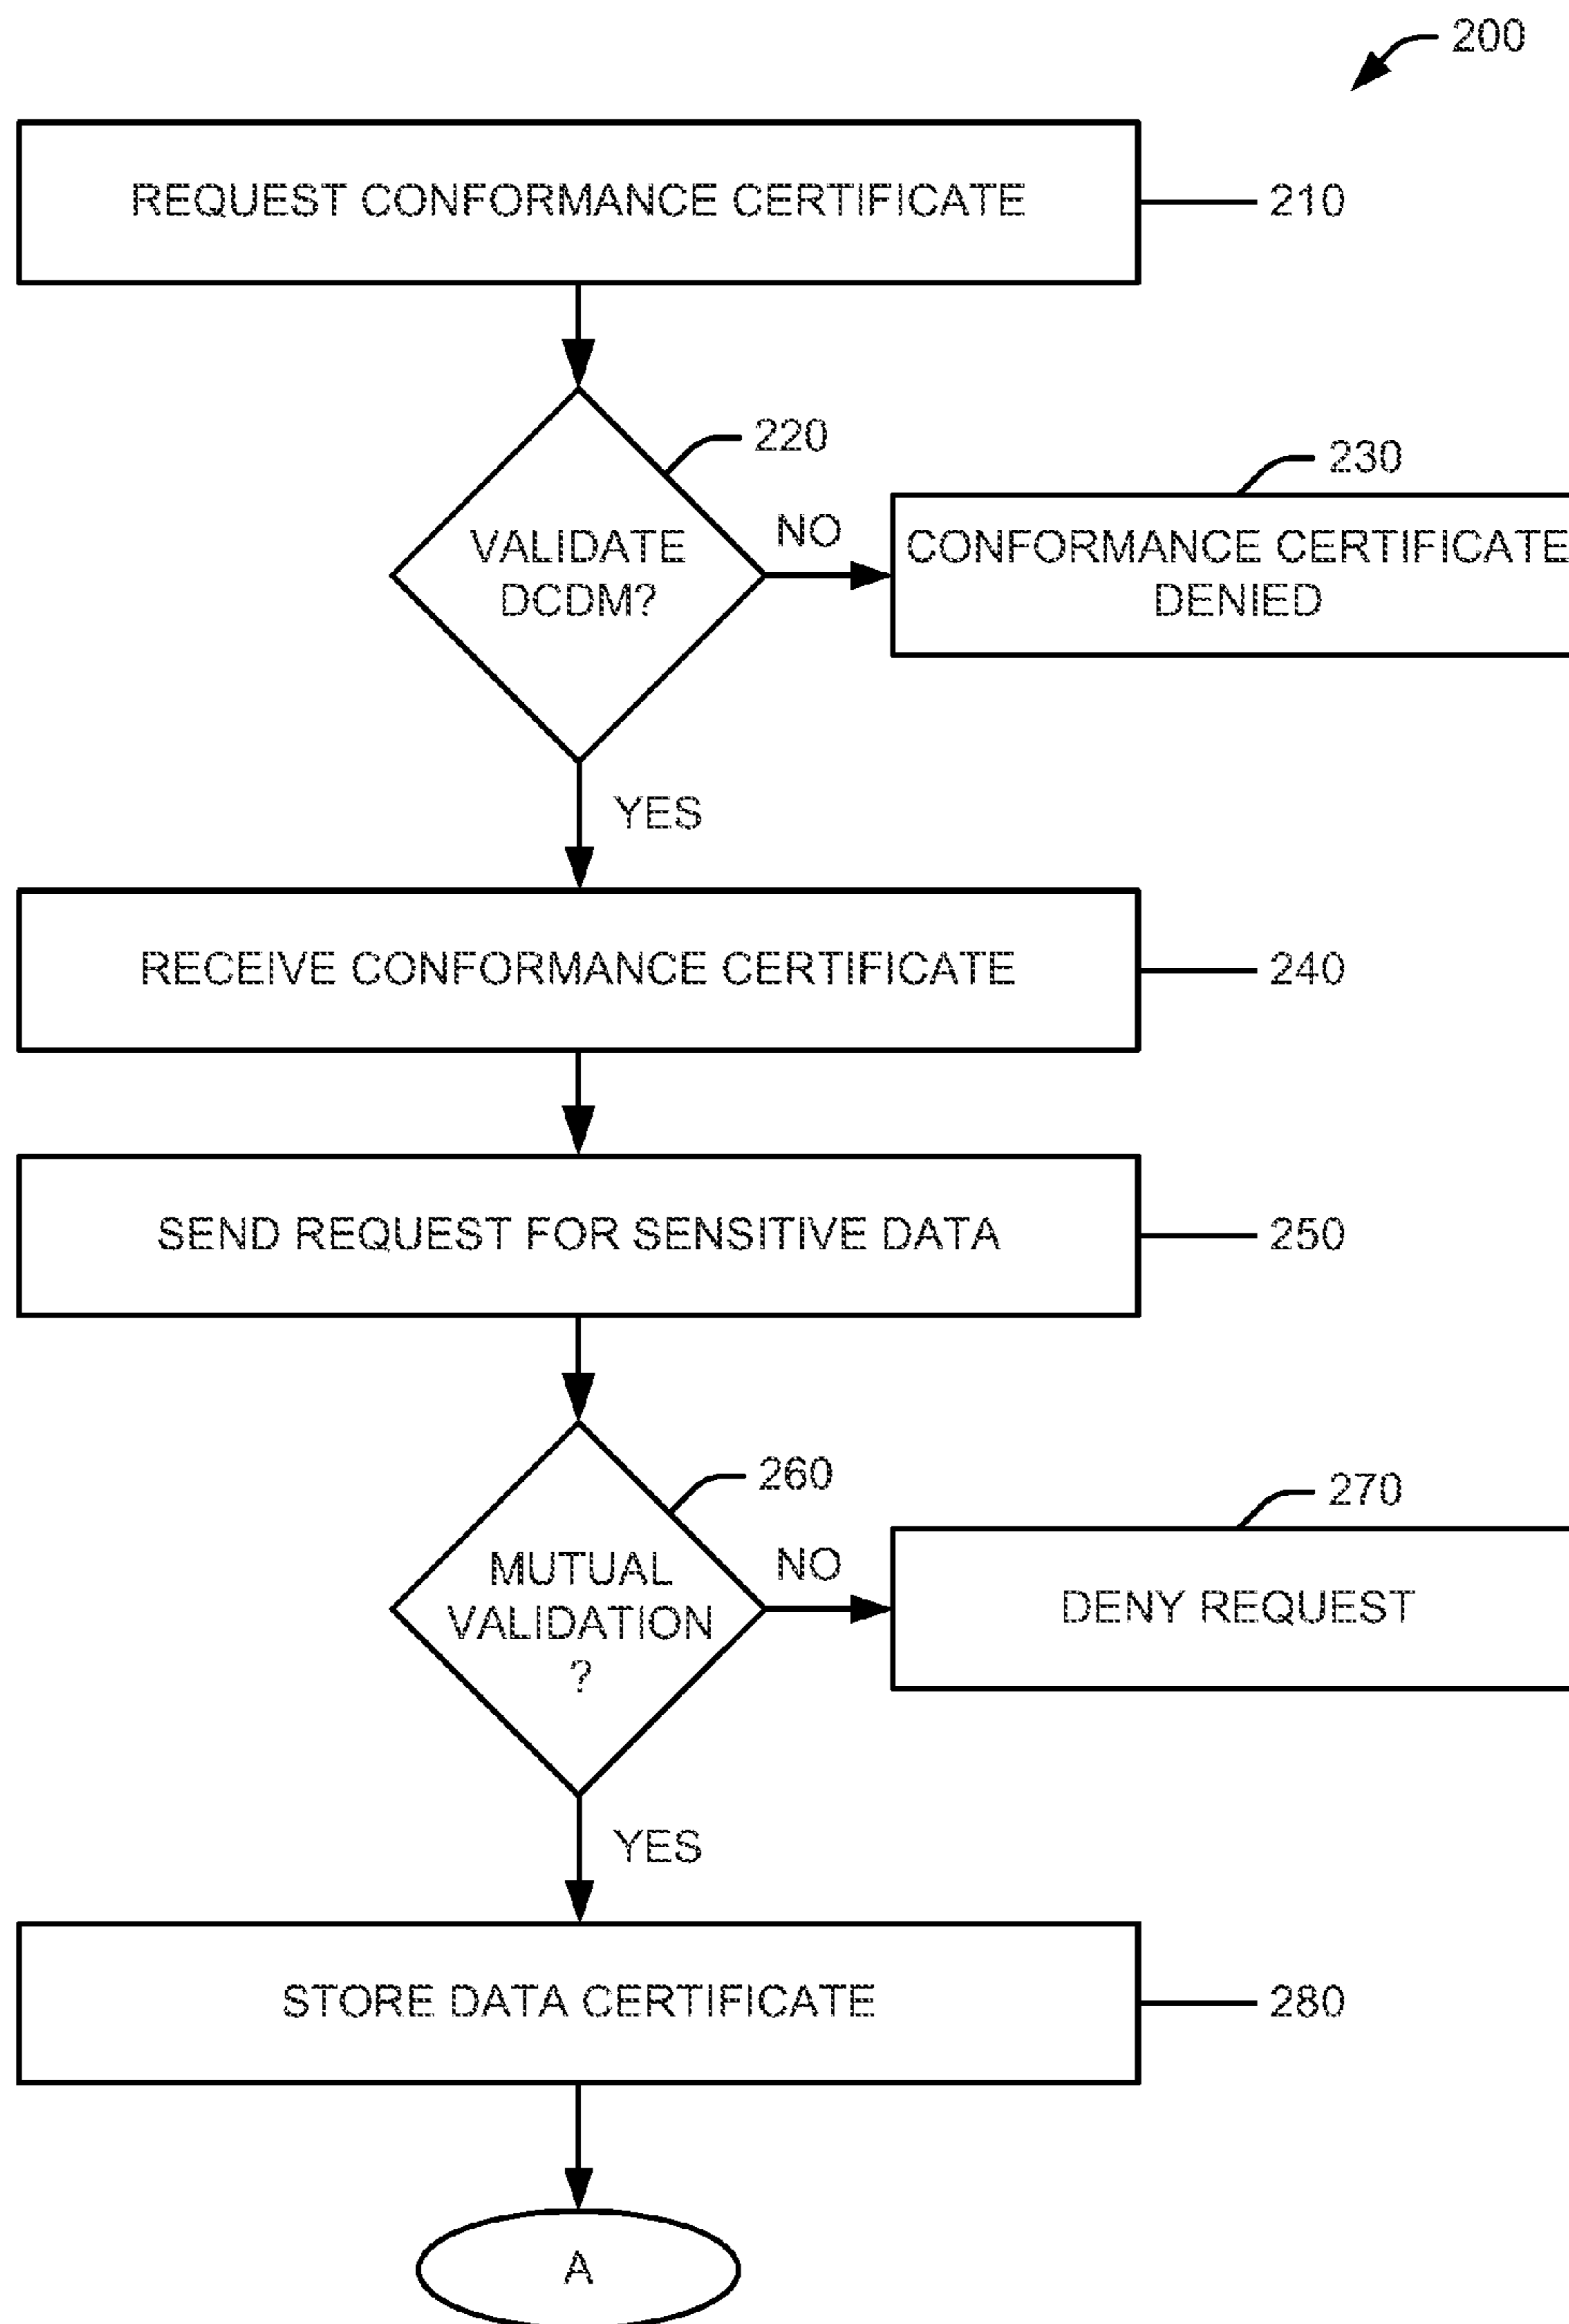 200
REQUEST CONFORMANCE CERTIFICATE
210
220
VALIDATE
DCDM?
NO
230
CONFORMANCE CERTIFICATE
DENIED
YES
RECEIVE CONFORMANCE CERTIFICATE
240
SEND REQUEST FOR SENSITIVE DATA
250
260
MUTUAL
VALIDATION
?
NO
270
DENY REQUEST
YES
STORE DATA CERTIFICATE
280
A